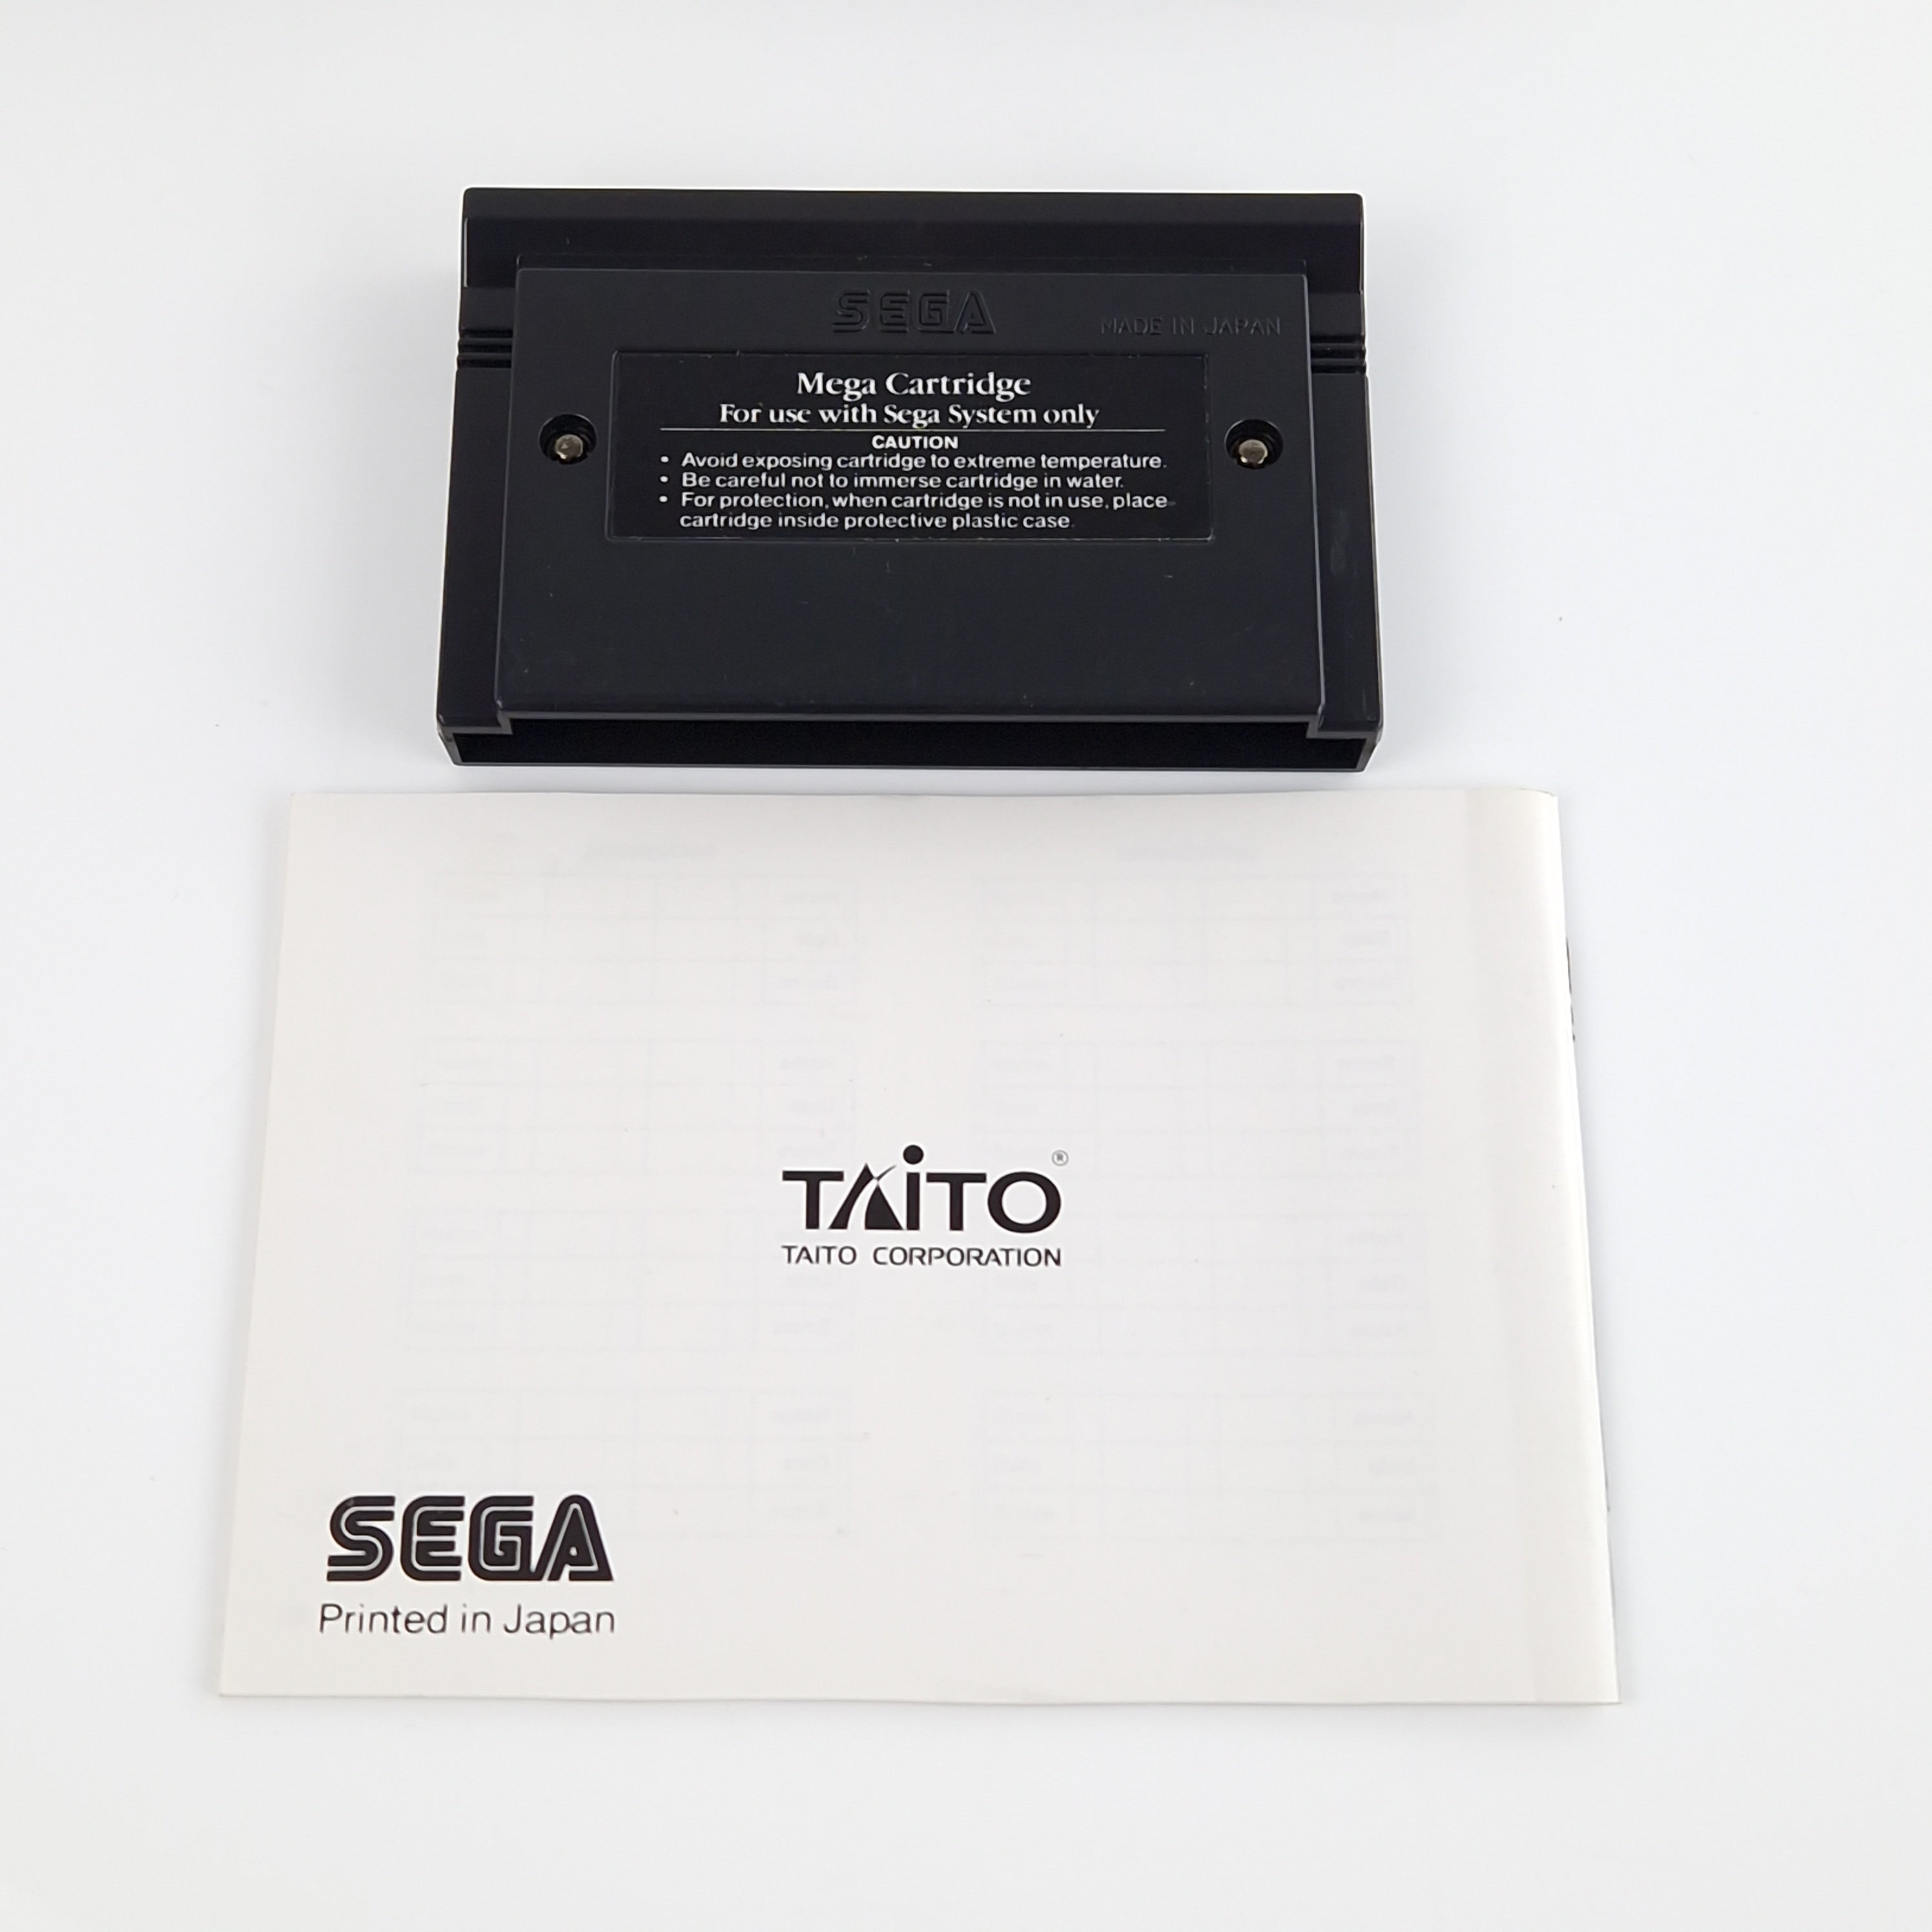 SEGA
MADE IN JAPAN
Mega Cartridge
For use with Sega System only
CAUTION
• Avoid exposing cartridge to extreme temperature.
• Be careful not to immerse cartridge in water.
• For protection, when cartridge is not in use, place
cartridge inside protective plastic case.
TAITO®
TAITO CORPORATION
SEGA
Printed in Japan